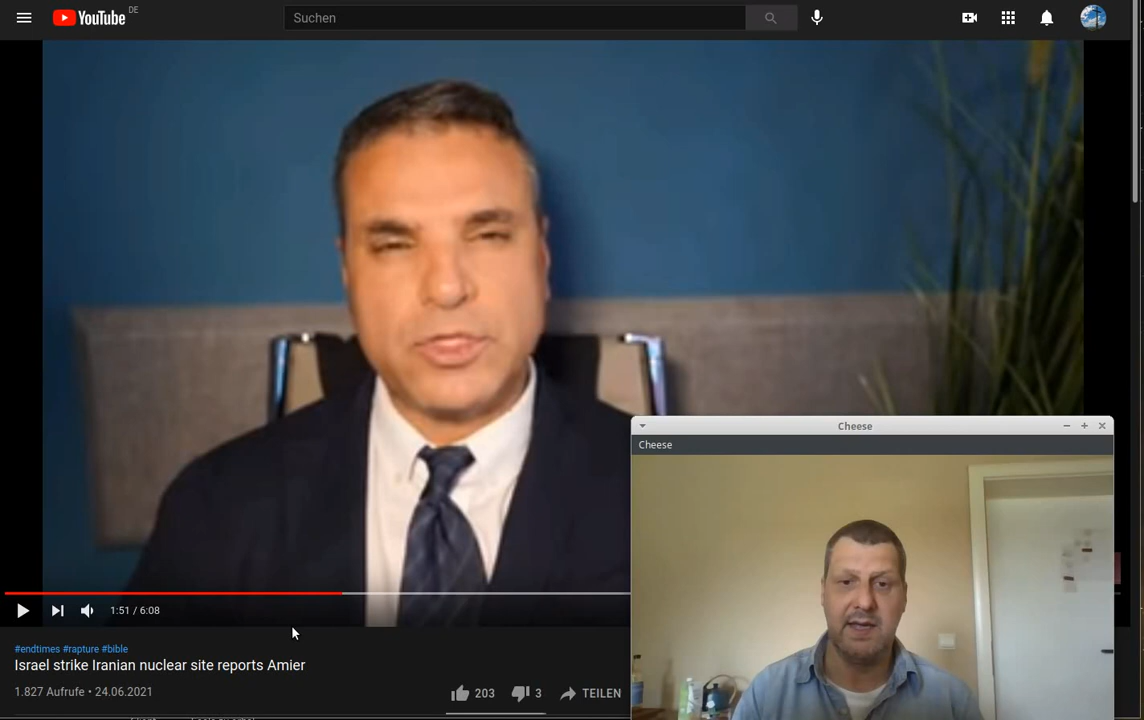 YouTube DE
Suchen
Cheese
Cheese
1:51 / 6:08
#endtimes #rapture #bible
Israel strike Iranian nuclear site reports Amier
1.827 Aufrufe • 24.06.2021
203
3
TEILEN